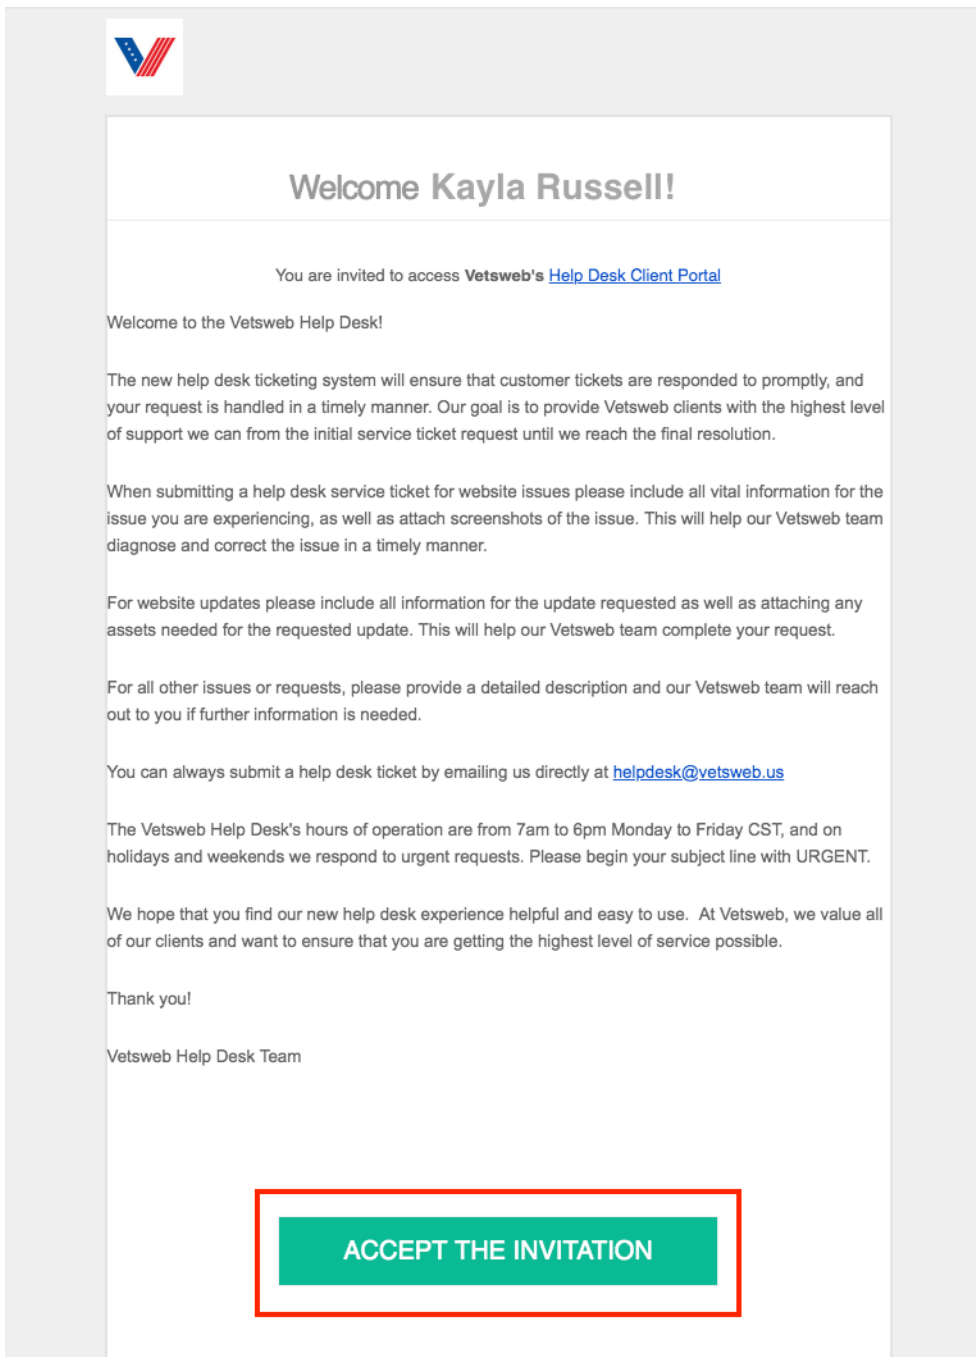 Welcome Kayla Russell!
You are invited to access Vetsweb's Help Desk Client Portal
Welcome to the Vetsweb Help Desk!
The new help desk ticketing system will ensure that customer tickets are responded to promptly, and
your request is handled in a timely manner. Our goal is to provide Vetsweb clients with the highest level
of support we can from the initial service ticket request until we reach the final resolution.
When submitting a help desk service ticket for website issues please include all vital information for the
issue you are experiencing, as well as attach screenshots of the issue. This will help our Vetsweb team
diagnose and correct the issue in a timely manner.
For website updates please include all information for the update requested as well as attaching any
assets needed for the requested update. This will help our Vetsweb team complete your request.
For all other issues or requests, please provide a detailed description and our Vetsweb team will reach
out to you if further information is needed.
You can always submit a help desk ticket by emailing us directly at helpdesk@vetsweb.us
The Vetsweb Help Desk's hours of operation are from 7am to 6pm Monday to Friday CST, and on
holidays and weekends we respond to urgent requests. Please begin your subject line with URGENT.
We hope that you find our new help desk experience helpful and easy to use.  At Vetsweb, we value all
of our clients and want to ensure that you are getting the highest level of service possible.
Thank you!
Vetsweb Help Desk Team
ACCEPT THE INVITATION